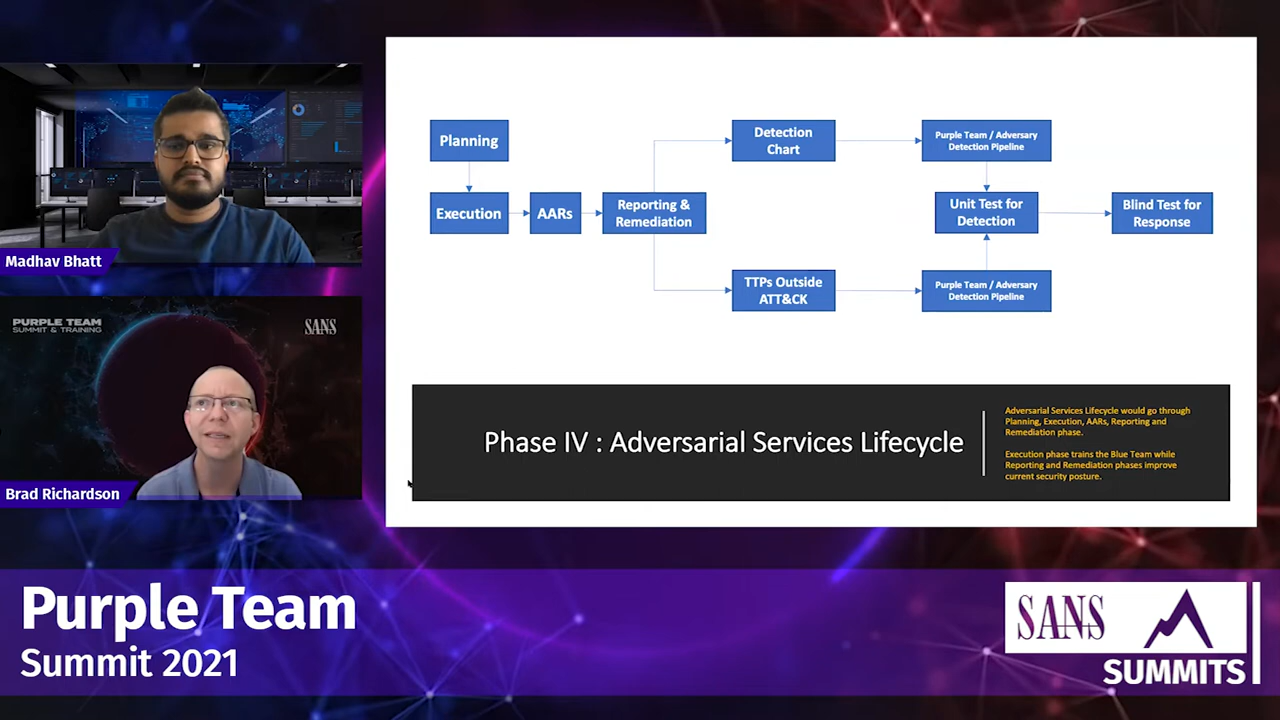 Madhav Bhatt
PURPLE TEAM
SUMMIT & TRAINING
SANS
Brad Richardson
Planning
Execution
AARs
Reporting &
Remediation
Detection
Chart
TTPs Outside
ATT&CK
Purple Team / Adversary
Detection Pipeline
Unit Test for
Detection
Purple Team / Adversary
Detection Pipeline
Blind Test for
Response
Phase IV : Adversarial Services Lifecycle
Adversarial Services Lifecycle would go through
Planning, Execution, AARs, Reporting and
Remediation phase.
Execution phase trains the Blue Team while
Reporting and Remediation phases improve
current security posture.
Purple Team
Summit 2021
SANS
SUMMITS